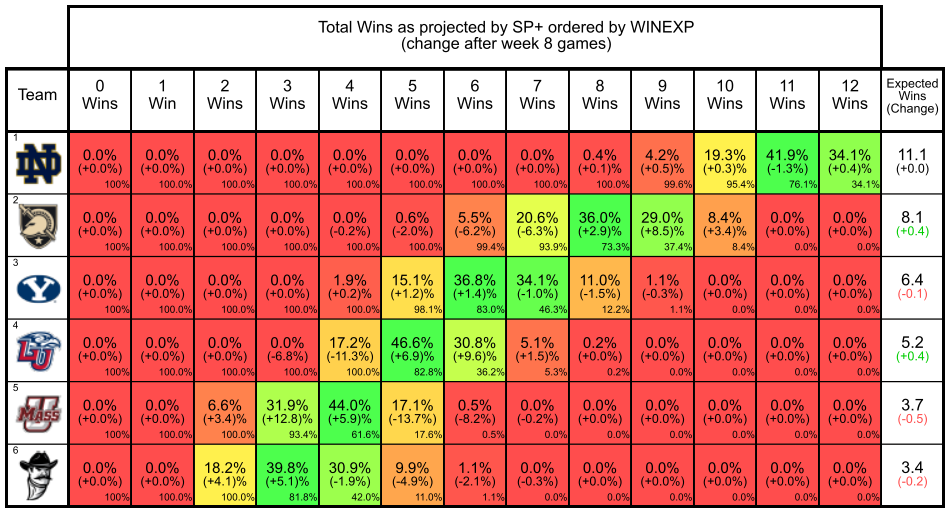 Total Wins as projected by SP+ ordered by WINEXP
(change after week 8 games)
Team 0 Wins 1 Win 2 Wins 3 Wins 4 Wins 5 Wins 6 Wins 7 Wins 8 Wins 9 Wins 10 Wins 11 Wins 12 Wins Expected Wins (Change)
1 ND 0.0% 0.0% 0.0% 0.0% 0.0% 0.0% 0.0% 0.0% 0.4% 4.2% 19.3% 41.9% 34.1% 11.1
(+0.0%) (+0.0%) (+0.0%) (+0.0%) (+0.0%) (+0.0%) (+0.0%) (+0.0%) (+0.1%) (+0.5)% (+0.3)% (-1.3)% (+0.4)% (+0.0)
100% 100.0% 100.0% 100.0% 100.0% 100.0% 100.0% 100.0% 100.0% 99.6% 95.4% 76.1% 34.1%
2 0.0% 0.0% 0.0% 0.0% 0.0% 0.6% 5.5% 20.6% 36.0% 29.0% 8.4% 0.0% 0.0% 8.1
(+0.0%) (+0.0%) (+0.0%) (+0.0%) (-0.2%) (-2.0%) (-6.2%) (-6.3%) (+2.9)% (+8.5)% (+3.4)% (+0.0%) (+0.0%) (+0.4)
100% 100.0% 100.0% 100.0% 100.0% 100.0% 99.4% 93.9% 73.3% 37.4% 8.4% 0.0% 0.0%
3 Y 0.0% 0.0% 0.0% 0.0% 1.9% 15.1% 36.8% 34.1% 11.0% 1.1% 0.0% 0.0% 0.0% 6.4
(+0.0%) (+0.0%) (+0.0%) (+0.0%) (+0.2)% (+1.2)% (+1.4)% (-1.0%) (-1.5%) (-0.3%) (+0.0%) (+0.0%) (+0.0%) (-0.1)
100% 100.0% 100.0% 100.0% 100.0% 98.1% 83.0% 46.3% 12.2% 1.1% 0.0% 0.0% 0.0%
4 LU 0.0% 0.0% 0.0% 0.0% 17.2% 46.6% 30.8% 5.1% 0.2% 0.0% 0.0% 0.0% 0.0% 5.2
(+0.0%) (+0.0%) (+0.0%) (-6.8%) (-11.3%) (+6.9)% (+9.6)% (+1.5)% (+0.0%) (+0.0%) (+0.0%) (+0.0%) (+0.0%) (+0.4)
100% 100.0% 100.0% 100.0% 100.0% 82.8% 36.2% 5.3% 0.2% 0.0% 0.0% 0.0% 0.0%
5 U MASS 0.0% 0.0% 6.6% 31.9% 44.0% 17.1% 0.5% 0.0% 0.0% 0.0% 0.0% 0.0% 0.0% 3.7
(+0.0%) (+0.0%) (+3.4)% (+12.8)% (+5.9)% (-13.7%) (-8.2%) (-0.2%) (+0.0%) (+0.0%) (+0.0%) (+0.0%) (+0.0%) (-0.5)
100% 100.0% 100.0% 93.4% 61.6% 17.6% 0.5% 0.0% 0.0% 0.0% 0.0% 0.0% 0.0%
6 0.0% 0.0% 18.2% 39.8% 30.9% 9.9% 1.1% 0.0% 0.0% 0.0% 0.0% 0.0% 0.0% 3.4
(+0.0%) (+0.0%) (+4.1)% (+5.1)% (-1.9%) (-4.9%) (-2.1%) (-0.3%) (+0.0%) (+0.0%) (+0.0%) (+0.0%) (+0.0%) (-0.2)
100% 100.0% 100.0% 81.8% 42.0% 11.0% 1.1% 0.0% 0.0% 0.0% 0.0% 0.0% 0.0%